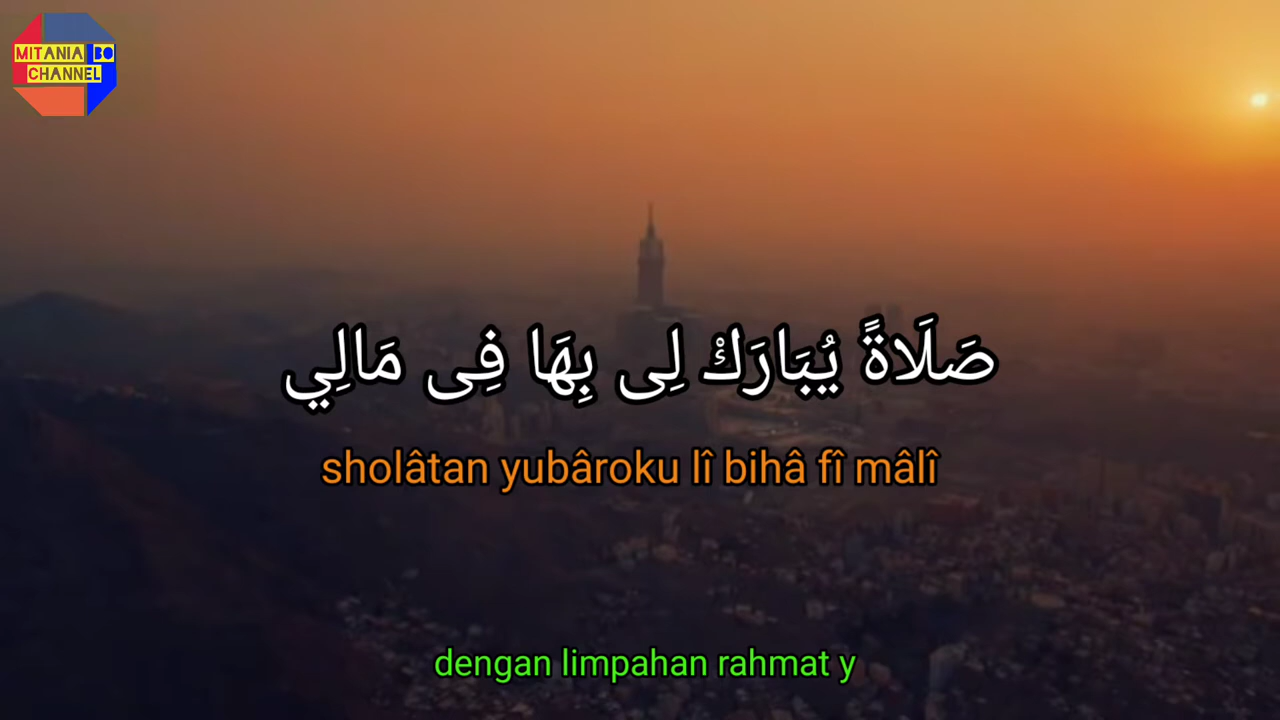 MITANIA BO
CHANNEL
صَلَاةً يُبَارَكْ لِى بِهَا فِى مَالِي
sholâtan yubâroku lî bihâ fî mâlî
dengan limpahan rahmat y